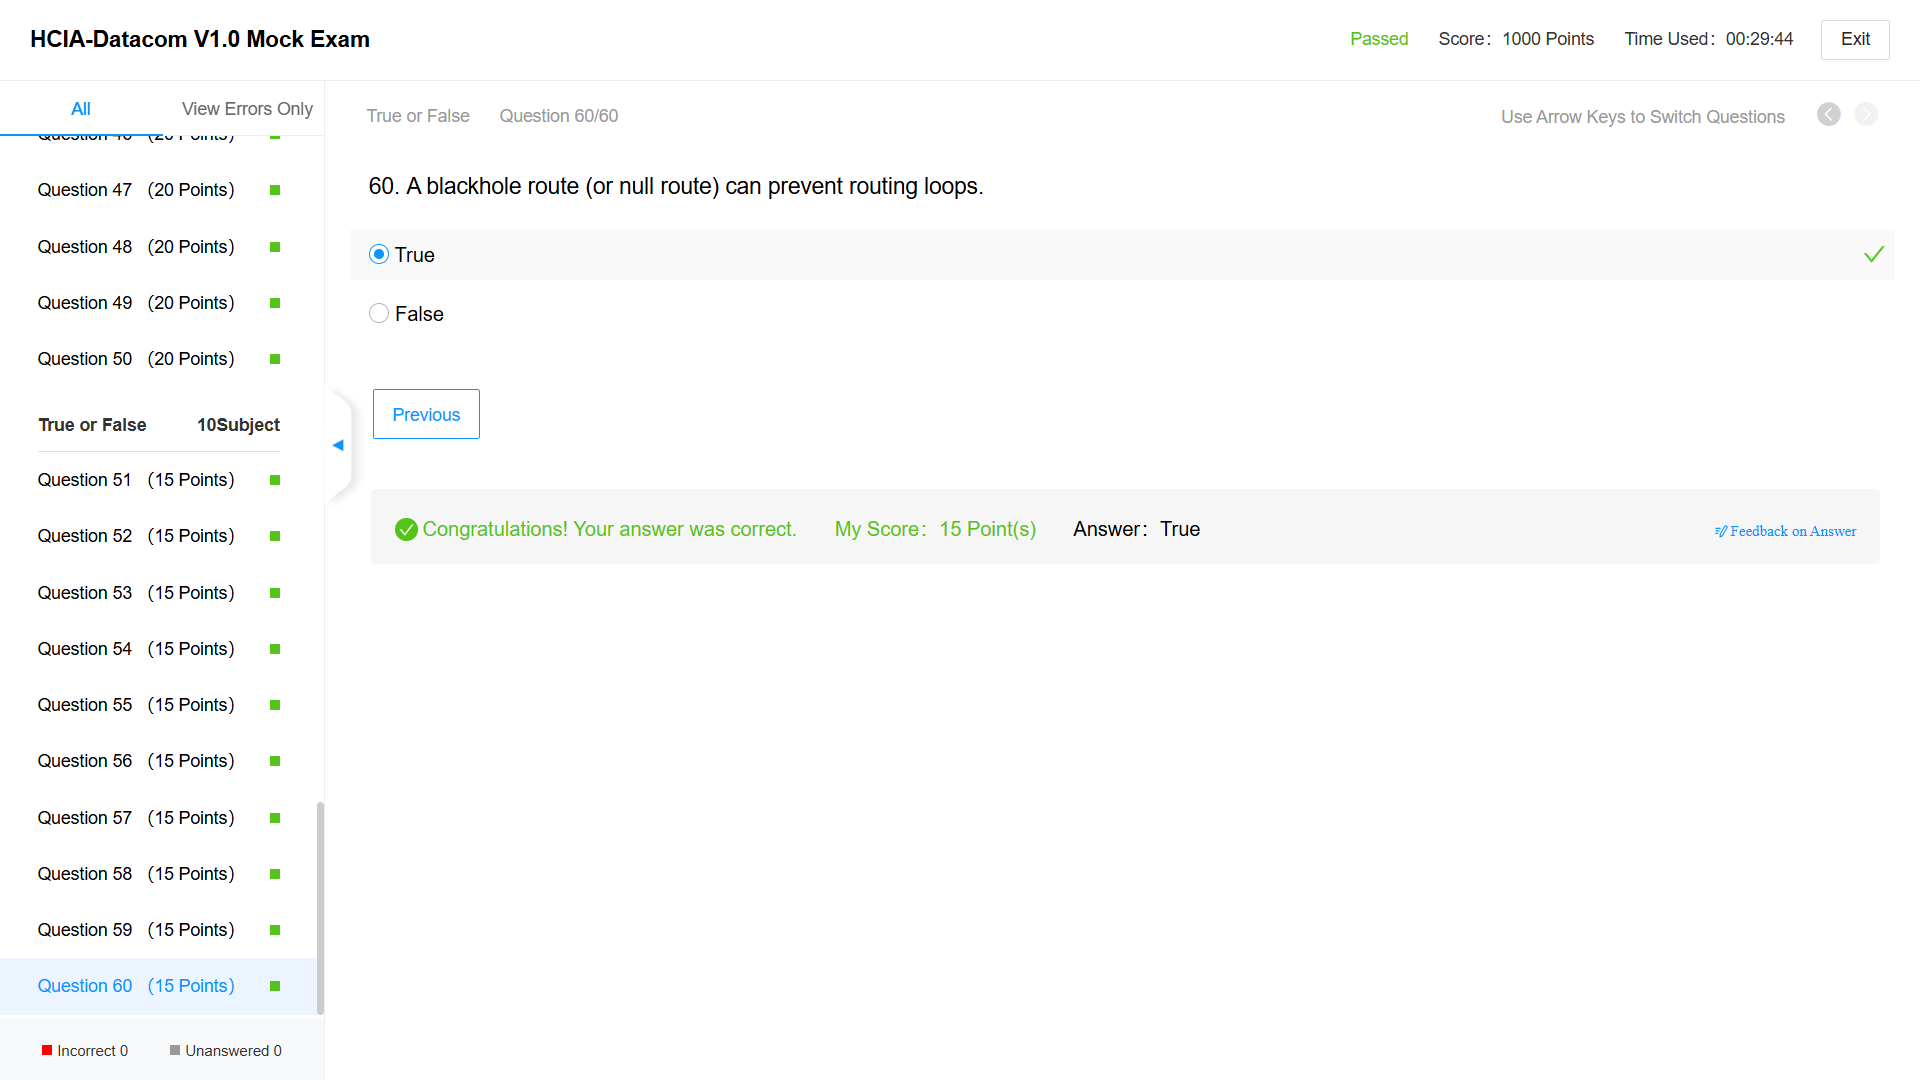 HCIA-Datacom V1.0 Mock Exam
Passed Score: 1000 Points Time Used: 00:29:44 Exit
All View Errors Only
True or False Question 60/60 Use Arrow Keys to Switch Questions
Question 47 (20 Points)
Question 48 (20 Points)
Question 49 (20 Points)
Question 50 (20 Points)
True or False 10Subject
Question 51 (15 Points)
Question 52 (15 Points)
Question 53 (15 Points)
Question 54 (15 Points)
Question 55 (15 Points)
Question 56 (15 Points)
Question 57 (15 Points)
Question 58 (15 Points)
Question 59 (15 Points)
Question 60 (15 Points)
Incorrect 0 Unanswered 0
60. A blackhole route (or null route) can prevent routing loops.
True
False
Previous
Congratulations! Your answer was correct. My Score: 15 Point(s) Answer: True
Feedback on Answer